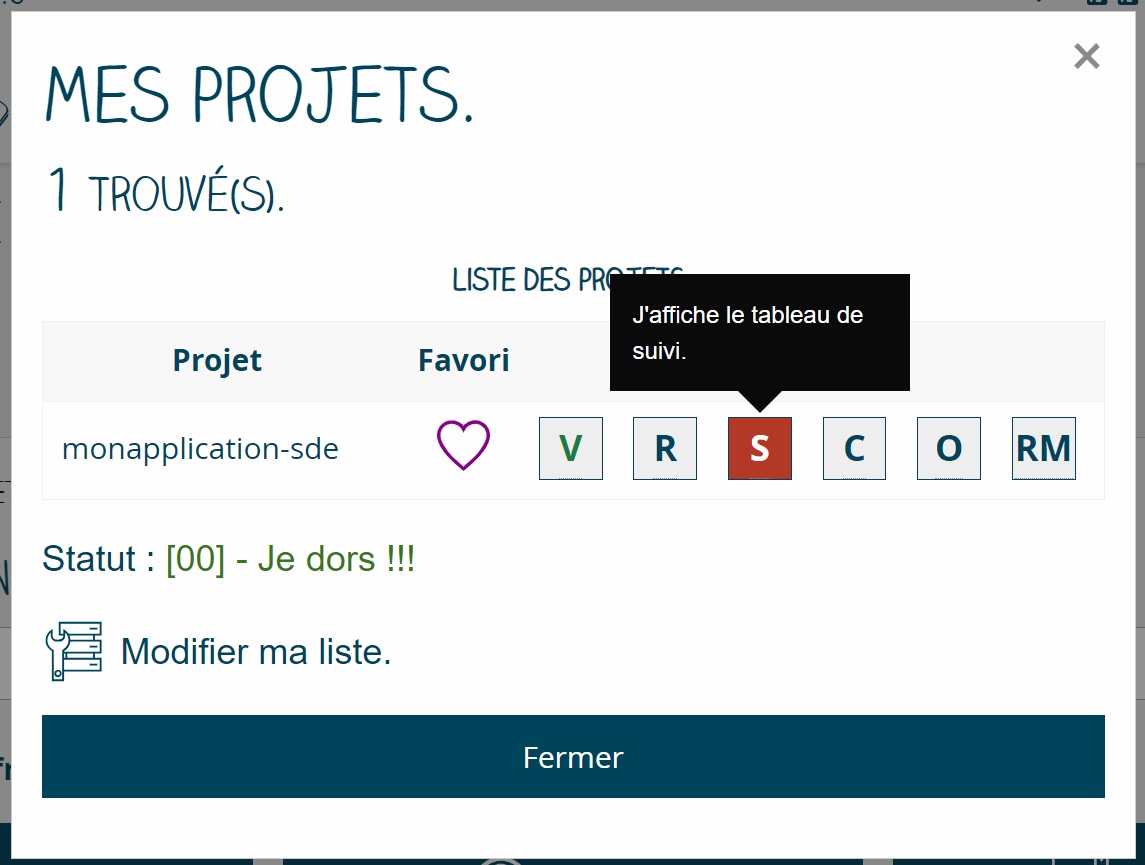 MES PROJETS.
1 TROUVÉ(S).
LISTE DES
J'affiche le tableau de
suivi.
Projet Favori
monapplication-sde V R S C O RM
Statut : [00] - Je dors !!!
Modifier ma liste.
Fermer